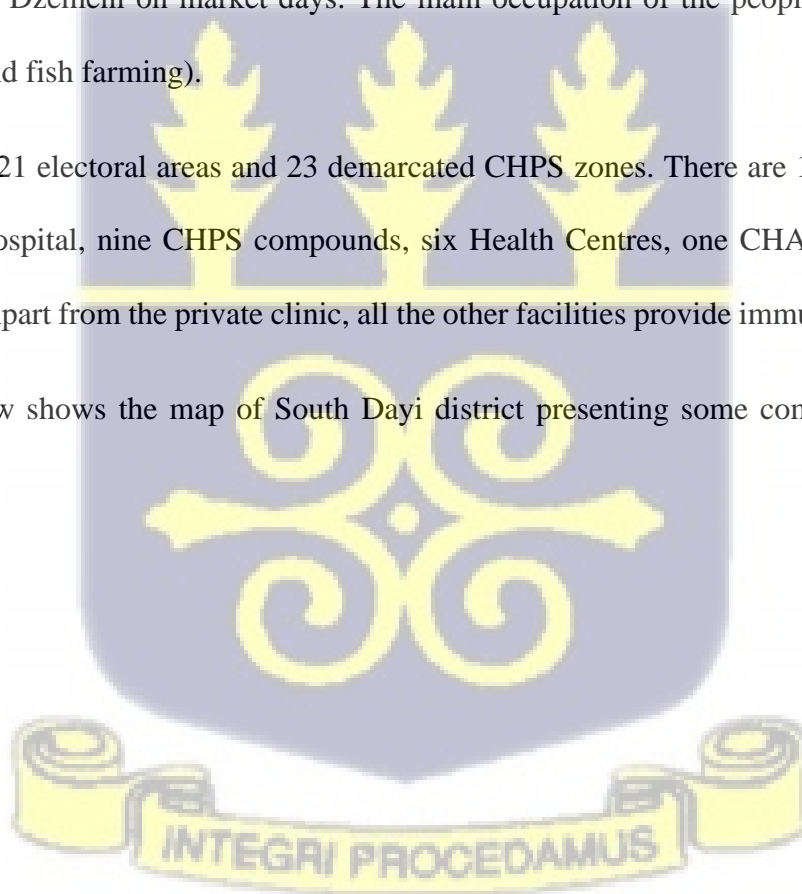 Dzemeni on market days. The main occupation of the peopl
d fish farming).
21 electoral areas and 23 demarcated CHPS zones. There are 1
ospital, nine CHPS compounds, six Health Centres, one CHA
part from the private clinic, all the other facilities provide immu
w shows the map of South Dayi district presenting some con
INTEGRI PROCEDAMUS